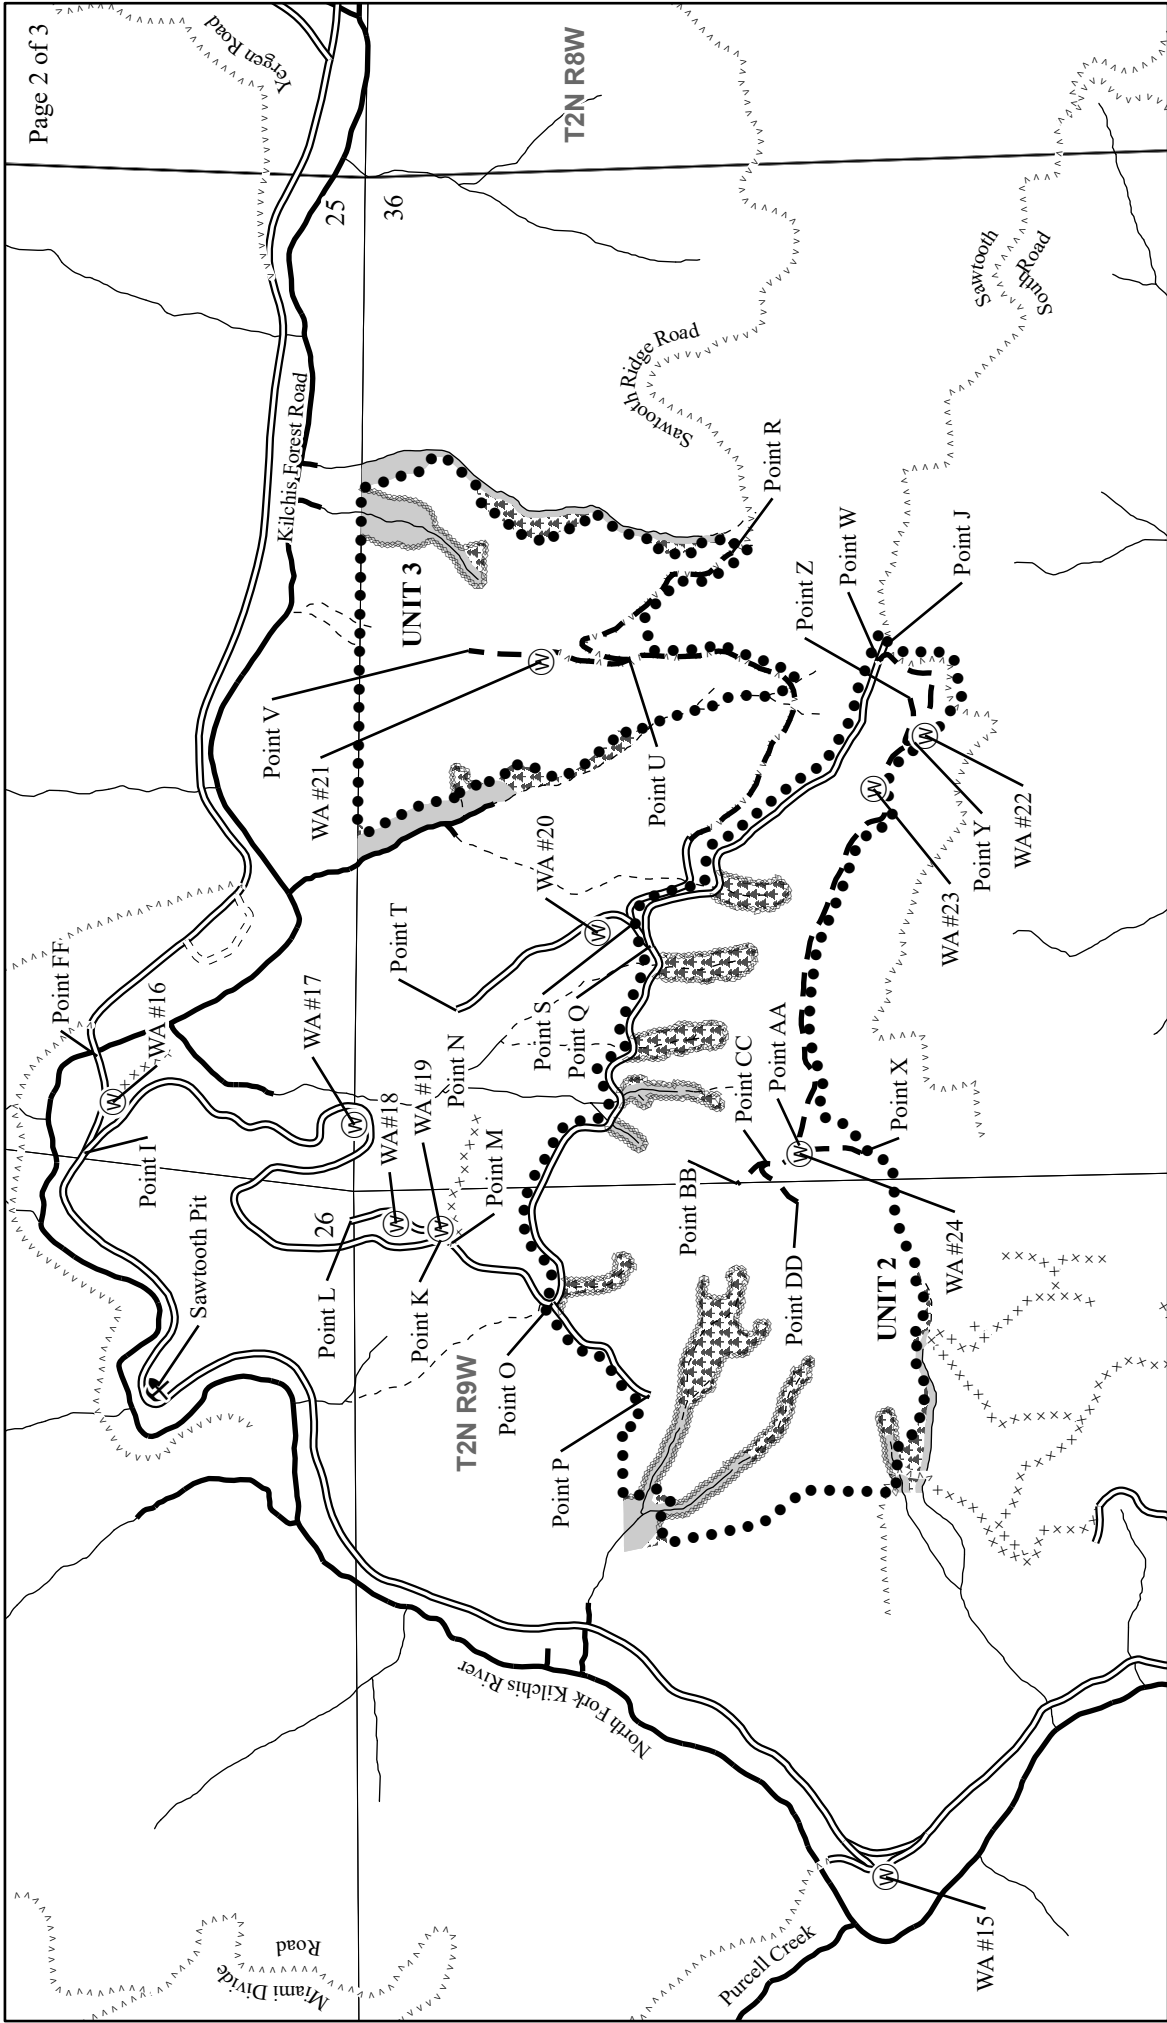 Page 2 of 3
Yergen Road
T2N R8W
25
36
Kilchis Forest Road
Sawtooth Ridge Road
Sawtooth
South Road
Point R
UNIT 3
Point V
WA #21
Point U
Point Z
Point W
Point J
WA #20
WA #22
Point Y
WA #23
Point T
Point FF
WA #16
WA #17
Point S
Point Q
Point N
WA #18
WA #19
Point M
Point CC
Point AA
Point X
Point I
Sawtooth Pit
26
Point L
Point K
Point BB
Point DD
WA #24
UNIT 2
T2N R9W
Point O
Point P
North Fork Kilchis River
Miami Divide
Road
Purcell Creek
WA #15
W
W
W
W
W
W
W
W
W
W